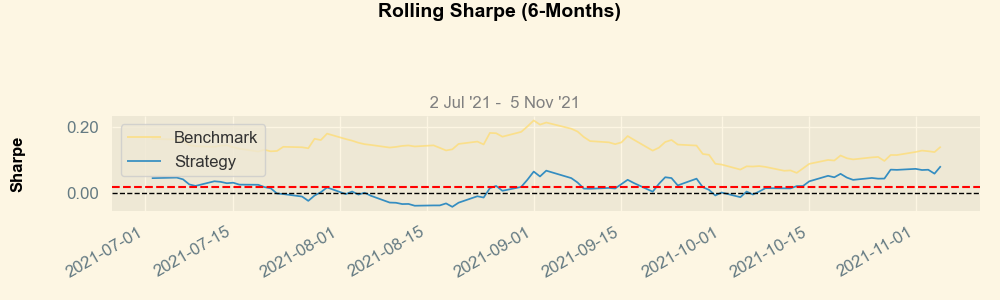 Rolling Sharpe (6-Months)
2 Jul '21 -  5 Nov '21
Sharpe
0.20
0.00
Benchmark
Strategy
2021-07-01
2021-07-15
2021-08-01
2021-08-15
2021-09-01
2021-09-15
2021-10-01
2021-10-15
2021-11-01